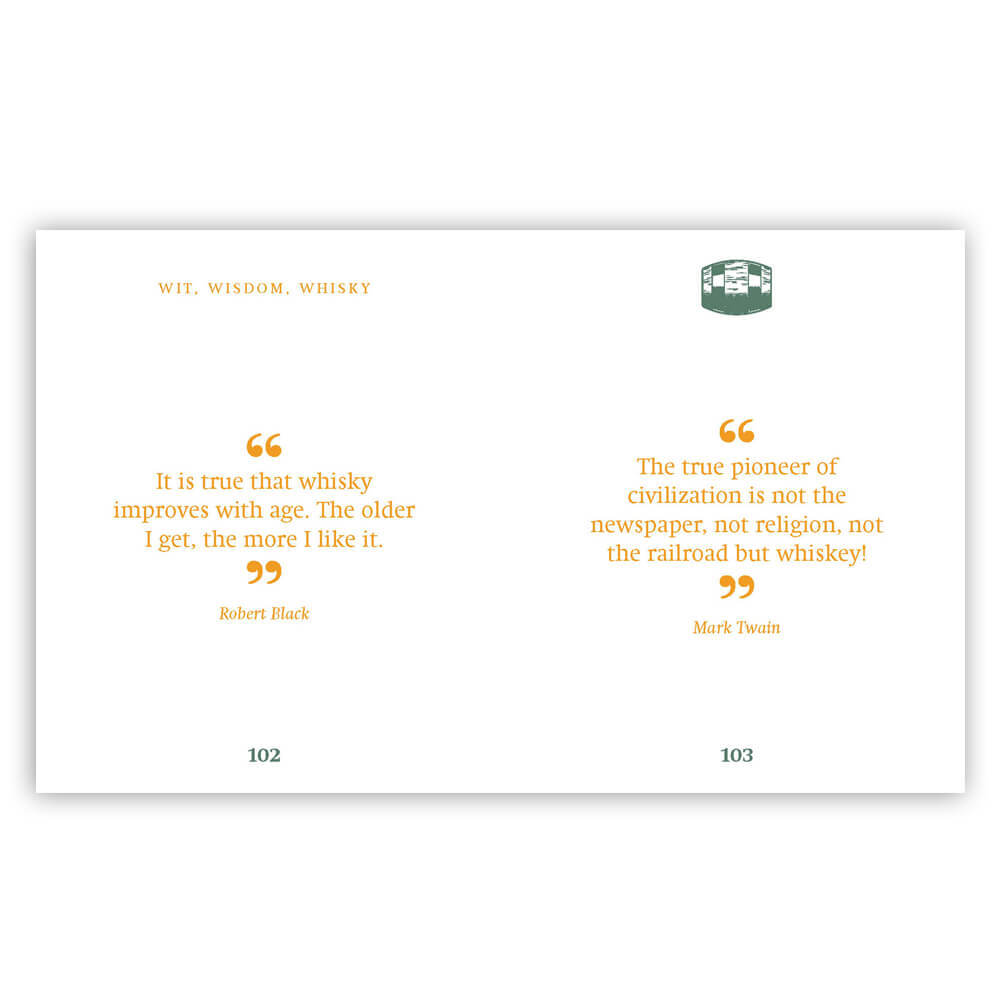 WIT, WISDOM, WHISKY
“
It is true that whisky
improves with age. The older
I get, the more I like it.
”
Robert Black
102
“
The true pioneer of
civilization is not the
newspaper, not religion, not
the railroad but whiskey!
”
Mark Twain
103